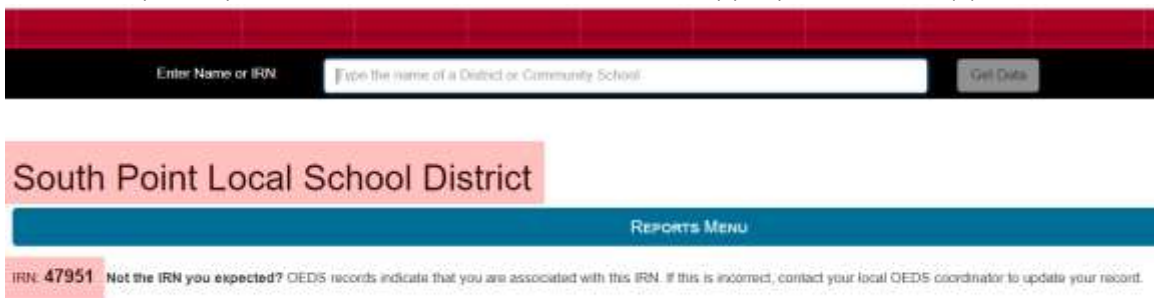 Enter Name or IRN
Type the name of a District or Community School
Get Data
South Point Local School District
REPORTS MENU
IRN: 47951 Not the IRN you expected? OEDS records indicate that you are associated with this IRN. If this is incorrect, contact your local OEDS coordinator to update your record.